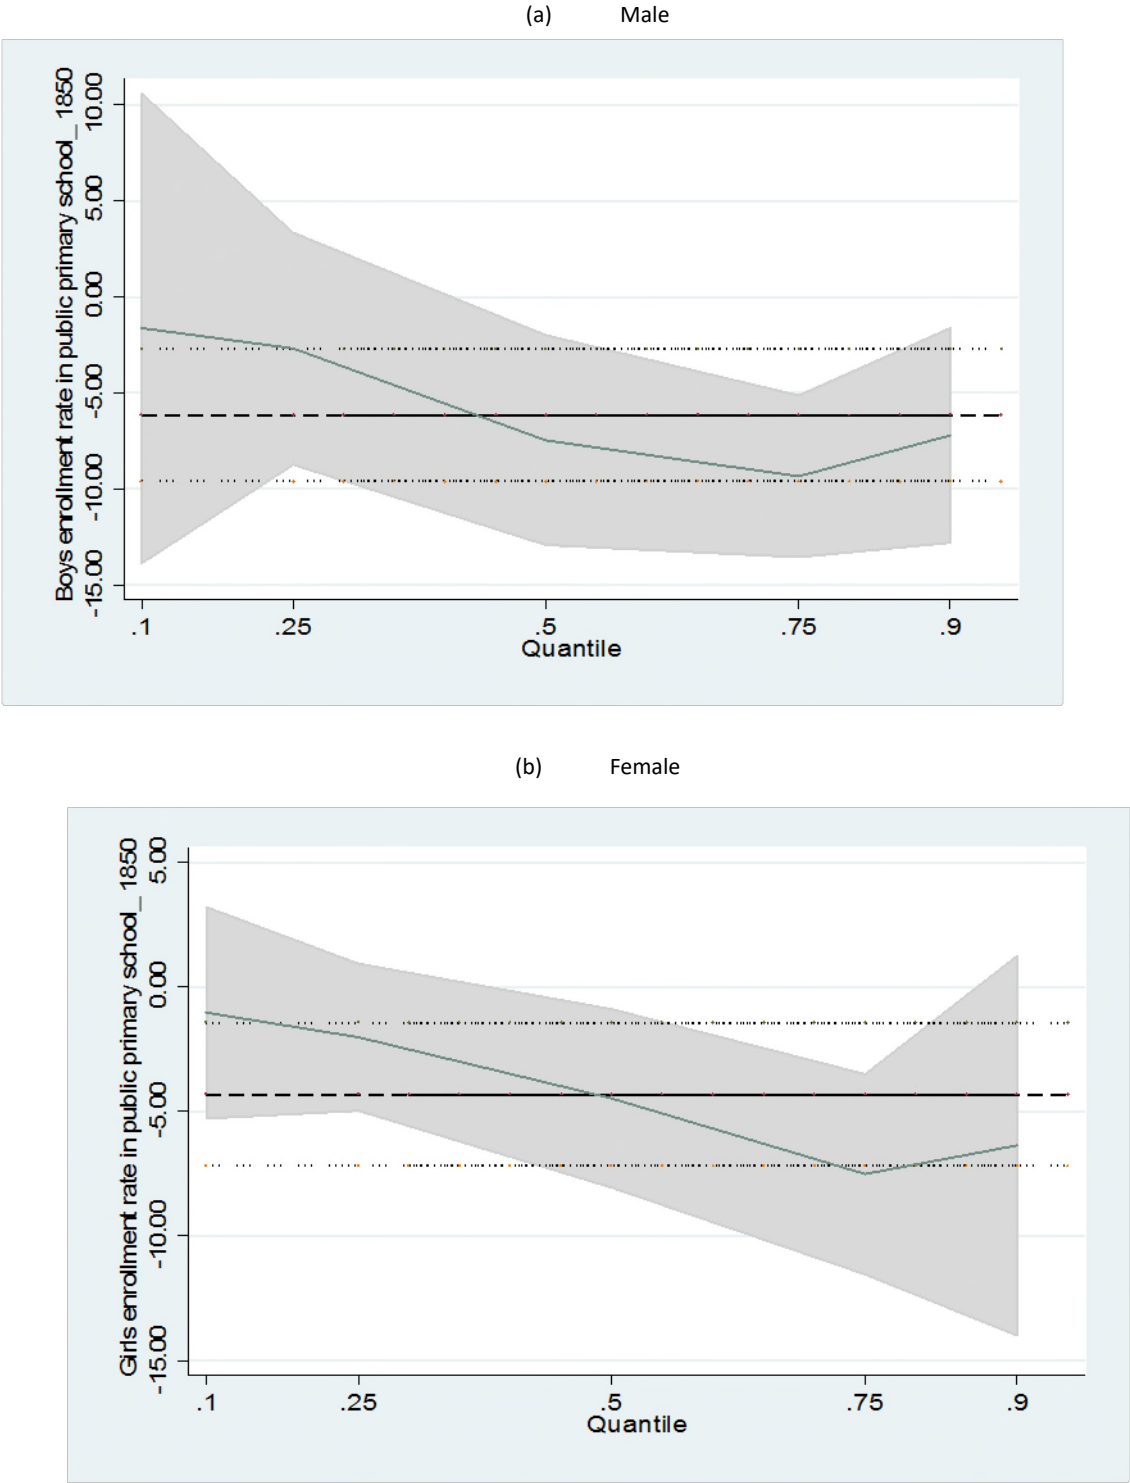 (a) Male
Boys enrollment rate in public primary school_ 1850
10.00
5.00
0.00
-5.00
-10.00
-15.00
.1 .25 .5 .75 .9
Quantile
(b) Female
Girls enrollment rate in public primary school_ 1850
5.00
0.00
-5.00
-10.00
-15.00
.1 .25 .5 .75 .9
Quantile